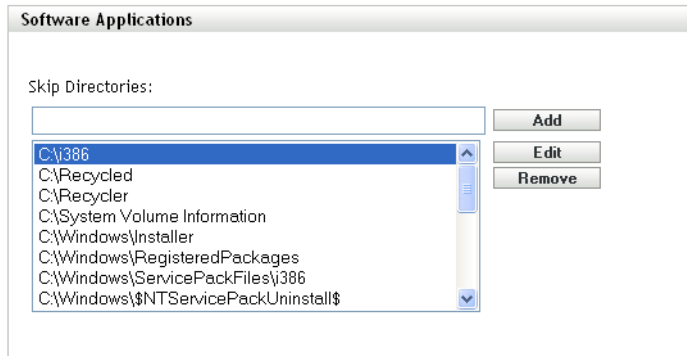 Software Applications
Skip Directories:
Add
C:\i386
Edit
C:\Recycled
Remove
C:\Recycler
C:\System Volume Information
C:\Windows\Installer
C:\Windows\RegisteredPackages
C:\Windows\ServicePackFiles\i386
C:\Windows\$NTServicePackUninstall$